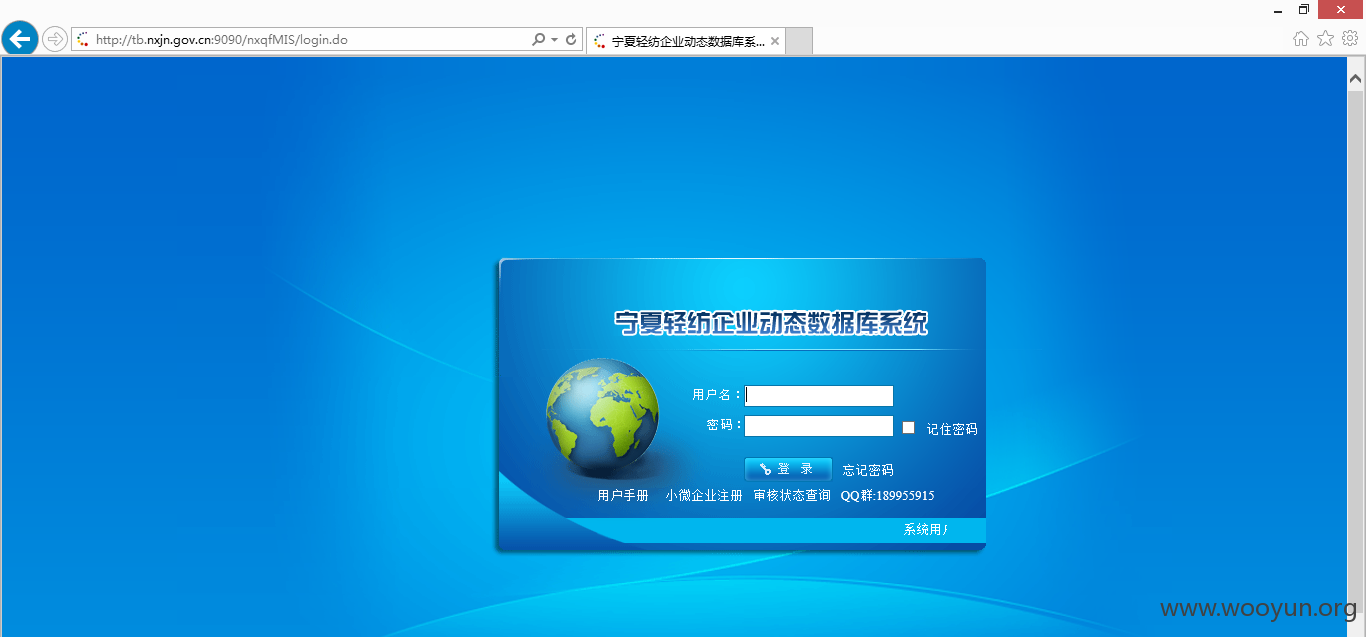 http://tb.nxjn.gov.cn:9090/nxqfMIS/login.do
宁夏轻纺企业动态数据库系...
宁夏轻纺企业动态数据库系统
用户名：
密码：
记住密码
登 录
忘记密码
用户手册 小微企业注册 审核状态查询 QQ群:189955915
系统用
www.wooyun.org